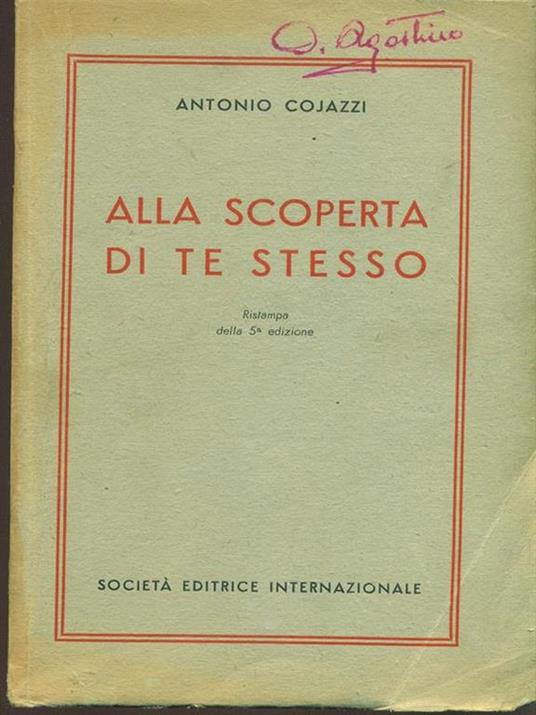 D. Agostino
ANTONIO COJAZZI
ALLA SCOPERTA
DI TE STESSO
Ristampa
della 5ª edizione
SOCIETÀ EDITRICE INTERNAZIONALE